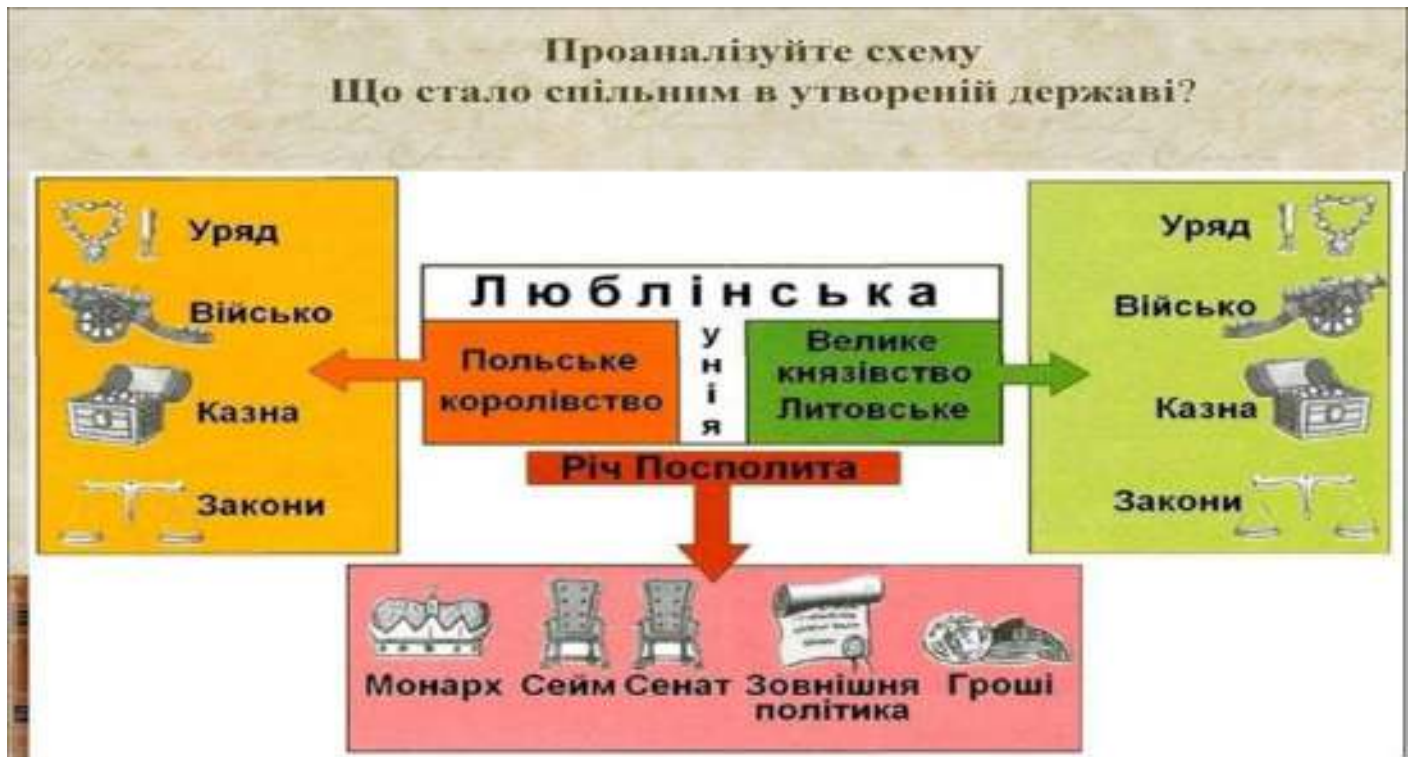 Проаналізуйте схему
Що стало спільним в утвореній державі?
Уряд
Військо
Казна
Закони
Люблінська
унія
Польське
королівство
Велике
князівство
Литовське
Річ Посполита
Уряд
Військо
Казна
Закони
Монарх Сейм Сенат Зовнішня Гроші
політика